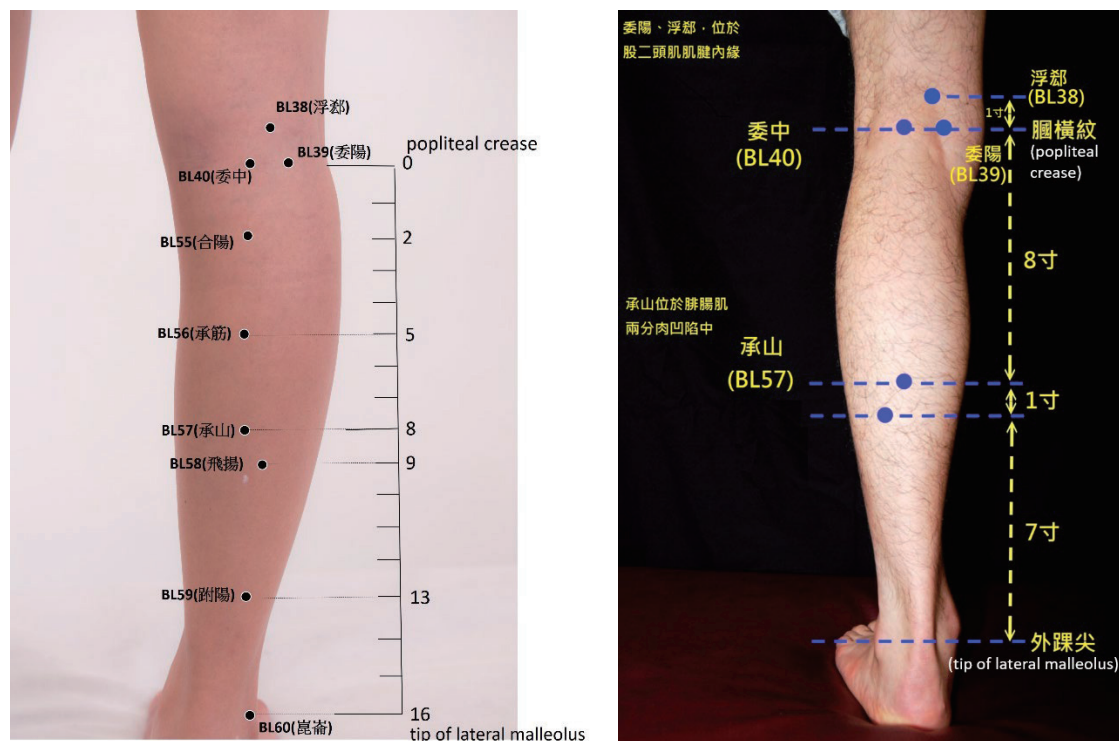 BL38(浮郄)
popliteal crease
BL39(委陽)
0
BL40(委中)
BL55(合陽)
2
BL56(承筋)
5
BL57(承山)
8
BL58(飛揚)
9
BL59(跗陽)
13
16
BL60(崑崙)
tip of lateral malleolus
委陽、浮郄,位於
股二頭肌肌腱內緣
浮郄
(BL38)
1寸
委中
(BL40)
膕橫紋
(popliteal
crease)
委陽
(BL39)
8寸
承山位於腓腸肌
兩分肉凹陷中
承山
(BL57)
1寸
7寸
外踝尖
(tip of lateral malleolus)